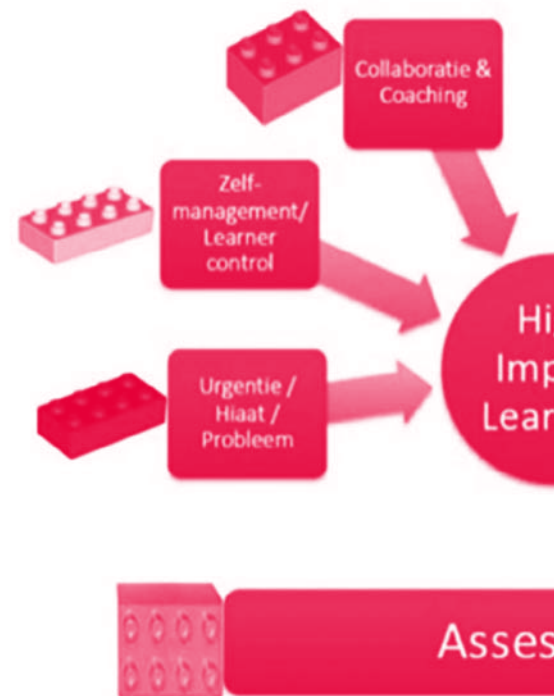 Collaboratie &
Coaching
Zelf-
management/
Learner
control
Urgentie /
Hiaat /
Probleem
Hi
Imp
Lear
Asses